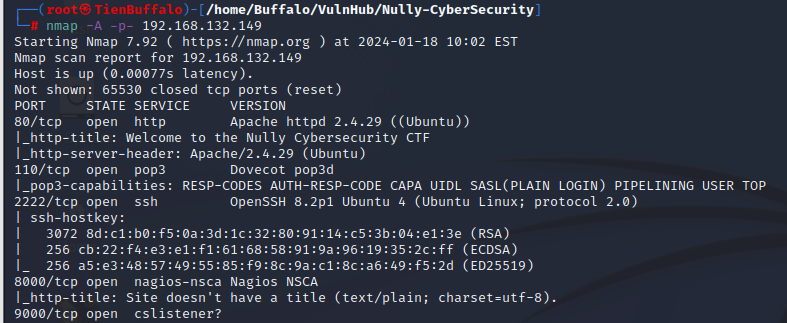 ┌──(root㉿TienBuffalo)-[/home/Buffalo/VulnHub/Nully-CyberSecurity]
└─# nmap -A -p- 192.168.132.149
Starting Nmap 7.92 ( https://nmap.org ) at 2024-01-18 10:02 EST
Nmap scan report for 192.168.132.149
Host is up (0.00077s latency).
Not shown: 65530 closed tcp ports (reset)
PORT     STATE SERVICE     VERSION
80/tcp   open  http        Apache httpd 2.4.29 ((Ubuntu))
|_http-title: Welcome to the Nully Cybersecurity CTF
|_http-server-header: Apache/2.4.29 (Ubuntu)
110/tcp  open  pop3        Dovecot pop3d
|_pop3-capabilities: RESP-CODES AUTH-RESP-CODE CAPA UIDL SASL(PLAIN LOGIN) PIPELINING USER TOP
2222/tcp open  ssh         OpenSSH 8.2p1 Ubuntu 4 (Ubuntu Linux; protocol 2.0)
| ssh-hostkey:
|   3072 8d:c1:b0:f5:0a:3d:1c:32:80:91:14:c5:3b:04:e1:3e (RSA)
|   256 cb:22:f4:e3:e1:f1:61:68:58:91:9a:96:19:35:2c:ff (ECDSA)
|_  256 a5:e3:48:57:49:55:85:f9:8c:9a:c1:8c:a6:49:f5:2d (ED25519)
8000/tcp open  nagios-nsca Nagios NSCA
|_http-title: Site doesn't have a title (text/plain; charset=utf-8).
9000/tcp open  cslistener?